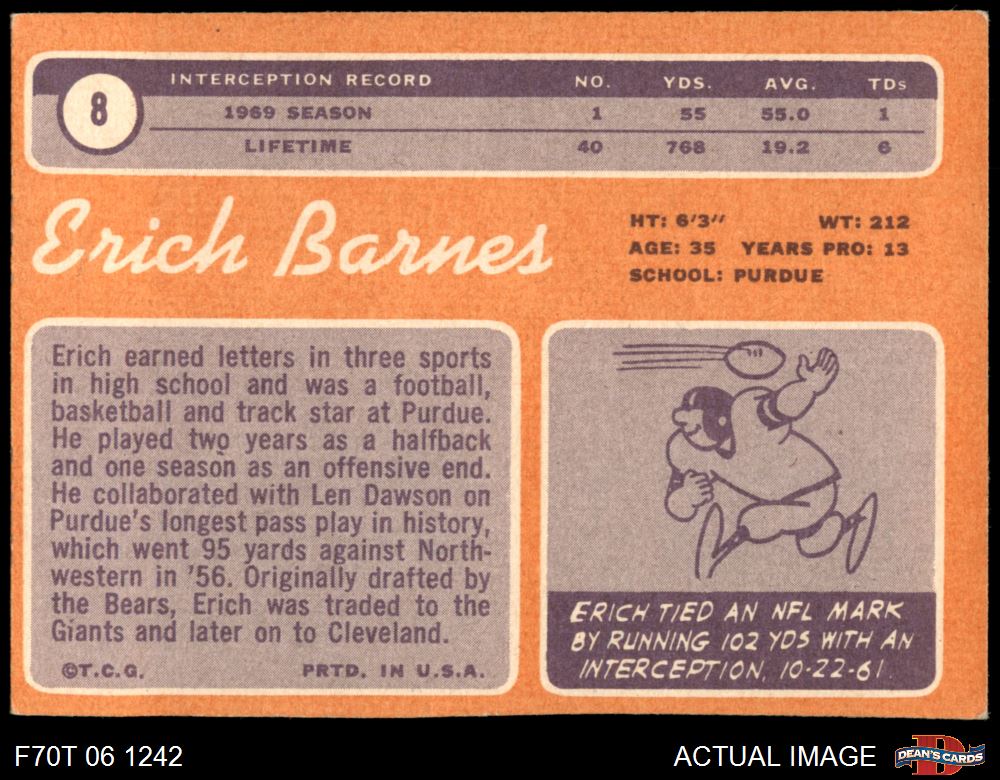 8
INTERCEPTION RECORD NO. YDS. AVG. TDs
1969 SEASON 1 55 55.0 1
LIFETIME 40 768 19.2 6
Erich Barnes
HT: 6'3" WT: 212
AGE: 35 YEARS PRO: 13
SCHOOL: PURDUE
Erich earned letters in three sports
in high school and was a football,
basketball and track star at Purdue.
He played two years as a halfback
and one season as an offensive end.
He collaborated with Len Dawson on
Purdue's longest pass play in history,
which went 95 yards against North-
western in '56. Originally drafted by
the Bears, Erich was traded to the
Giants and later on to Cleveland.
©T.C.G. PRTD. IN U.S.A.
ERICH TIED AN NFL MARK
BY RUNNING 102 YDS WITH AN
INTERCEPTION, 10-22-61
F70T 06 1242 ACTUAL IMAGE
D
DEAN'S CARDS